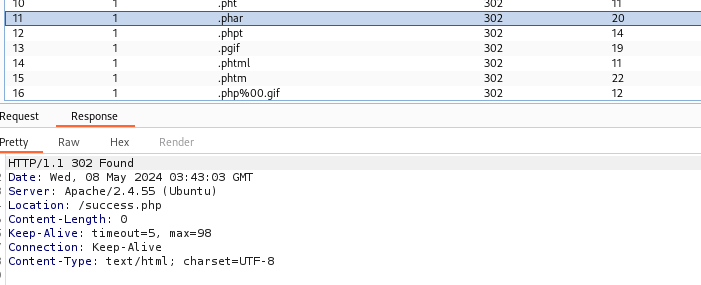 10 1 .pht 302 11
11 1 .phar 302 20
12 1 .phpt 302 14
13 1 .pgif 302 19
14 1 .phtml 302 11
15 1 .phtm 302 22
16 1 .php%00.gif 302 12
Request Response
Pretty Raw Hex Render
HTTP/1.1 302 Found
Date: Wed, 08 May 2024 03:43:03 GMT
Server: Apache/2.4.55 (Ubuntu)
Location: /success.php
Content-Length: 0
Keep-Alive: timeout=5, max=98
Connection: Keep-Alive
Content-Type: text/html; charset=UTF-8